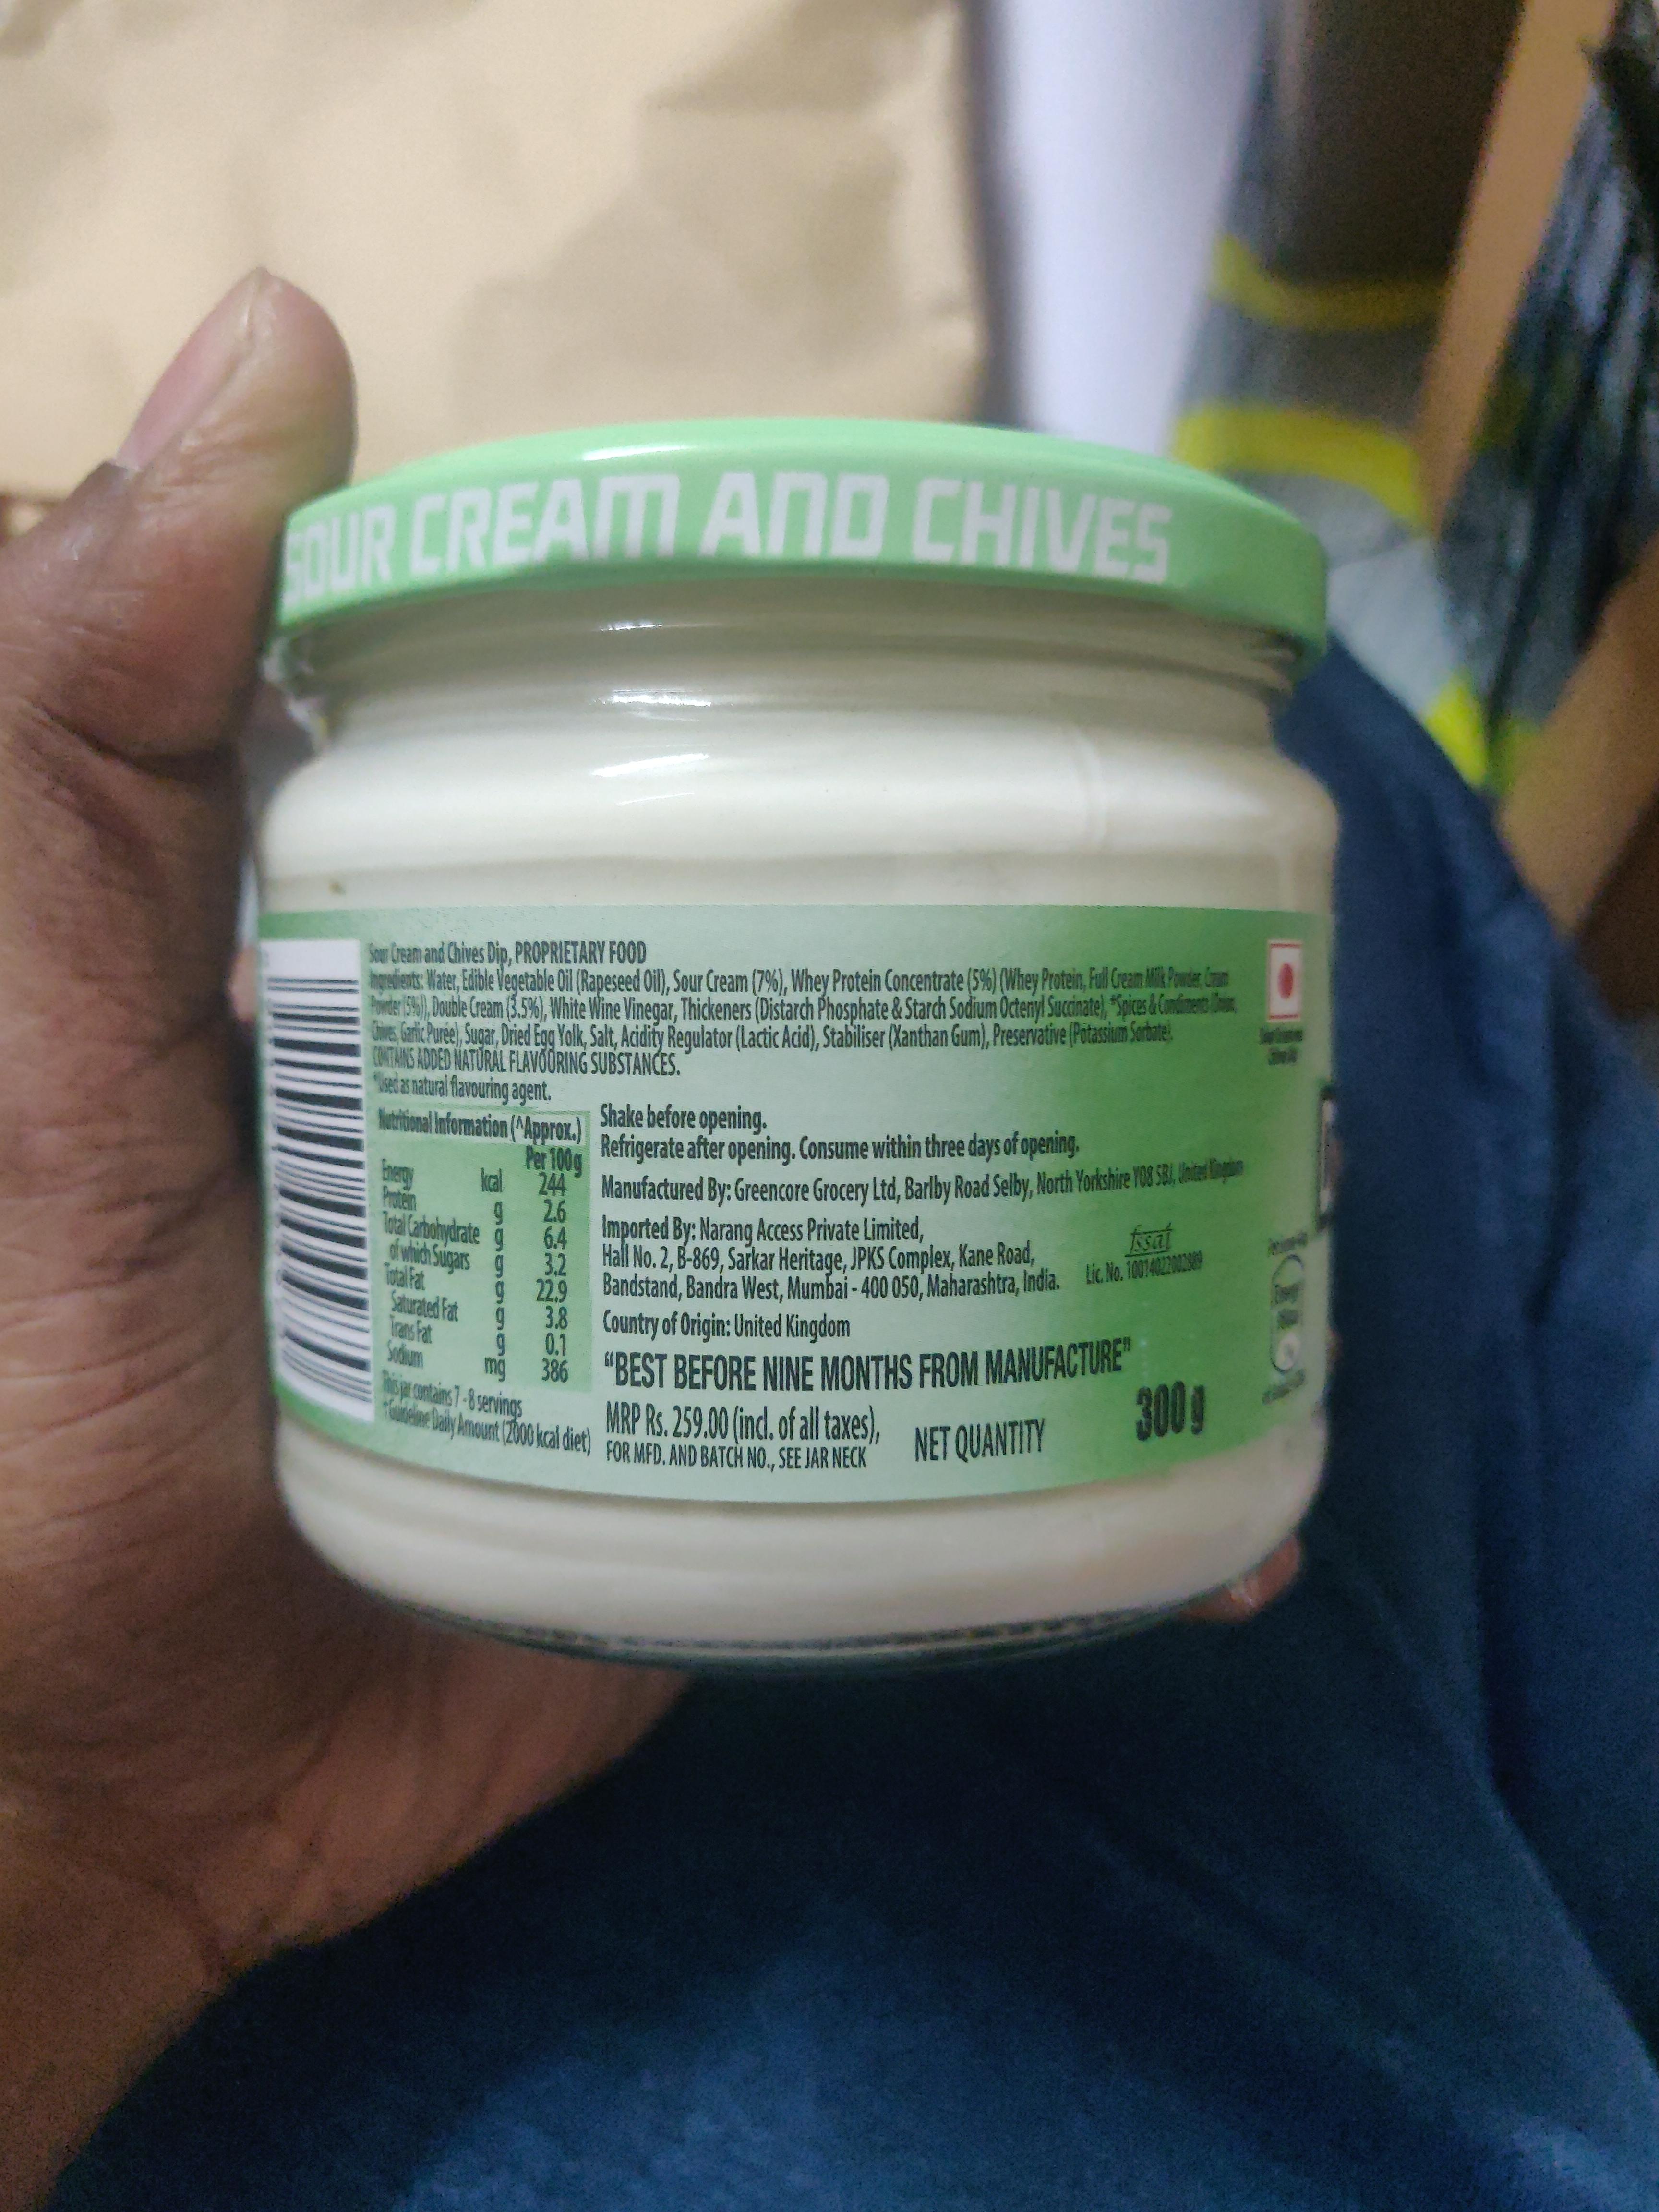 SOUR CREAM AND CHIVES
Sour Cream and Chives Dip, PROPRIETARY FOOD
Ingredients: Water, Edible Vegetable Oil (Rapeseed Oil), Sour Cream (7%), Whey Protein Concentrate (5%) (Whey Protein, Full Cream Milk Powder, Cream
Powder (5%)), Double Cream (3.5%), White Wine Vinegar, Thickeners (Distarch Phosphate & Starch Sodium Octenyl Succinate), *Spices & Condiments (Onion,
Chives, Garlic Purée), Sugar, Dried Egg Yolk, Salt, Acidity Regulator (Lactic Acid), Stabiliser (Xanthan Gum), Preservative (Potassium Sorbate).
CONTAINS ADDED NATURAL FLAVOURING SUBSTANCES.
*Used as natural flavouring agent.
Nutritional Information (^Approx.)
Per 100g
Energy kcal 244
Protein g 2.6
Total Carbohydrate g 6.4
of which Sugars g 3.2
Total Fat g 22.9
Saturated Fat g 3.8
Trans Fat g 0.1
Sodium mg 386
This jar contains 7 - 8 servings
†Guideline Daily Amount (2000 kcal diet)
Shake before opening.
Refrigerate after opening. Consume within three days of opening.
Manufactured By: Greencore Grocery Ltd, Barlby Road Selby, North Yorkshire YO8 5BJ, United Kingdom
Imported By: Narang Access Private Limited,
Hall No. 2, B-869, Sarkar Heritage, JPKS Complex, Kane Road,
Bandstand, Bandra West, Mumbai - 400 050, Maharashtra, India.
fssai
Lic. No. 10014022002989
Country of Origin: United Kingdom
"BEST BEFORE NINE MONTHS FROM MANUFACTURE"
MRP Rs. 259.00 (incl. of all taxes),
FOR MFD. AND BATCH NO., SEE JAR NECK
NET QUANTITY 300 g
Energy